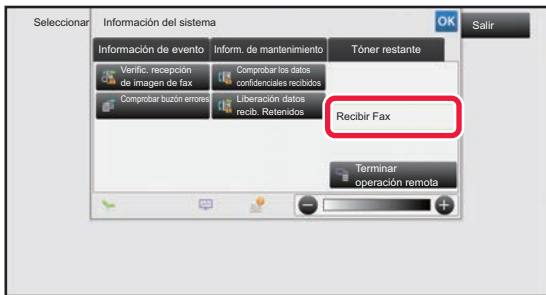 Seleccionar
Información del sistema
OK
Salir
Información de evento
Inform. de mantenimiento
Tóner restante
Verific. recepción
de imagen de fax
Comprobar los datos
confidenciales recibidos
Comprobar buzón errores
Liberación datos
recib. Retenidos
Recibir Fax
Terminar
operación remota